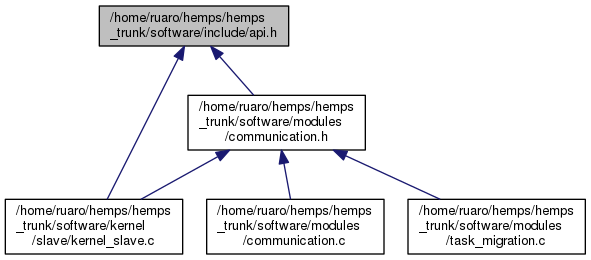 /home/ruaro/hemps/hemps
_trunk/software/include/api.h
/home/ruaro/hemps/hemps
_trunk/software/modules
/communication.h
/home/ruaro/hemps/hemps
_trunk/software/kernel
/slave/kernel_slave.c
/home/ruaro/hemps/hemps
_trunk/software/modules
/communication.c
/home/ruaro/hemps/hemps
_trunk/software/modules
/task_migration.c